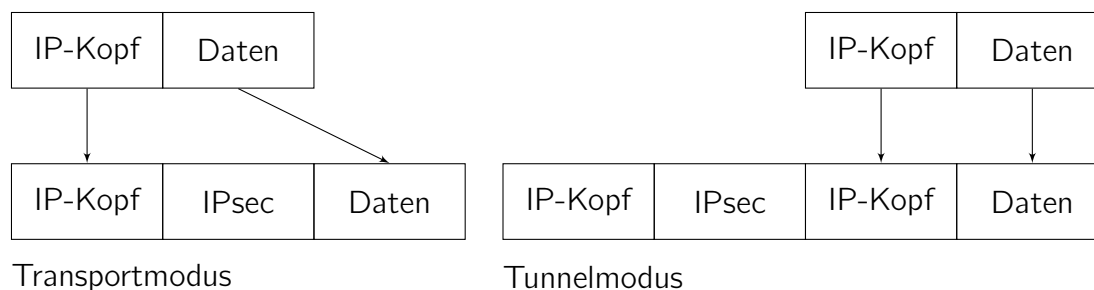 IP-Kopf Daten IP-Kopf Daten
IP-Kopf IPsec Daten IP-Kopf IPsec IP-Kopf Daten
Transportmodus Tunnelmodus